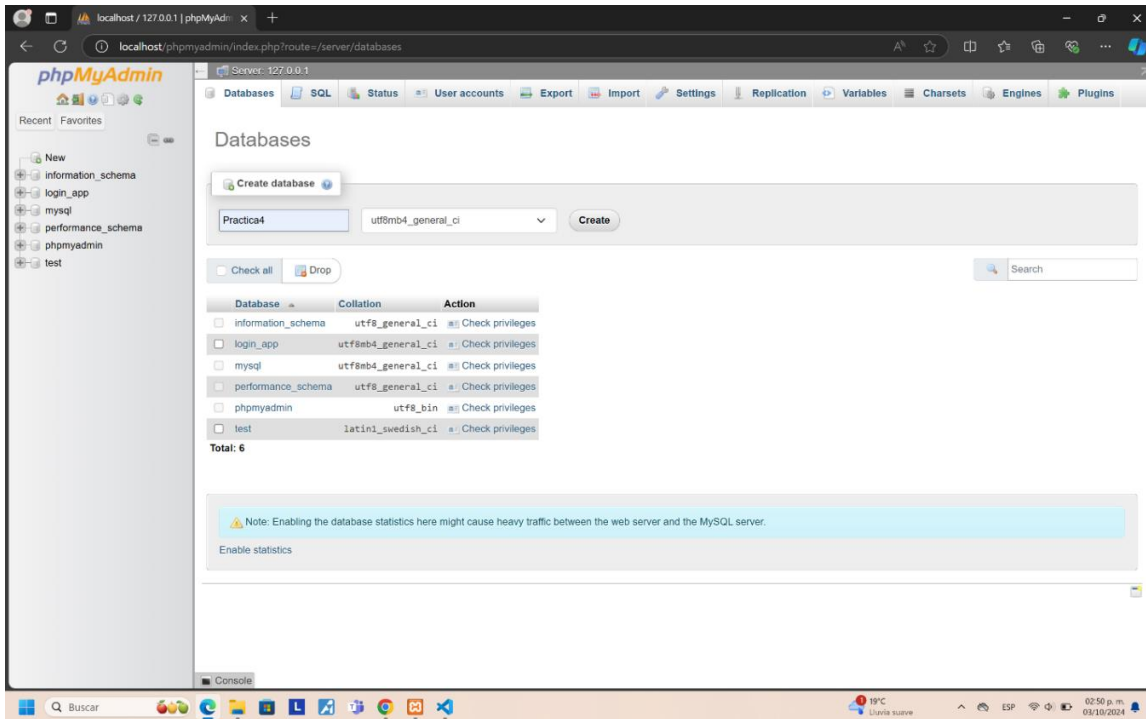 localhost / 127.0.0.1 | phpMyAdm
localhost/phpmyadmin/index.php?route=/server/databases
phpMyAdmin
Recent Favorites
New
information_schema
login_app
mysql
performance_schema
phpmyadmin
test
Server: 127.0.0.1
Databases SQL Status User accounts Export Import Settings Replication Variables Charsets Engines Plugins
Databases
Create database
Practica4 utf8mb4_general_ci Create
Check all Drop Search
Database Collation Action
information_schema utf8_general_ci Check privileges
login_app utf8mb4_general_ci Check privileges
mysql utf8mb4_general_ci Check privileges
performance_schema utf8_general_ci Check privileges
phpmyadmin utf8_bin Check privileges
test latin1_swedish_ci Check privileges
Total: 6
Note: Enabling the database statistics here might cause heavy traffic between the web server and the MySQL server.
Enable statistics
Console
Buscar
19°C
Lluvia suave
ESP
02:50 p. m.
03/10/2024